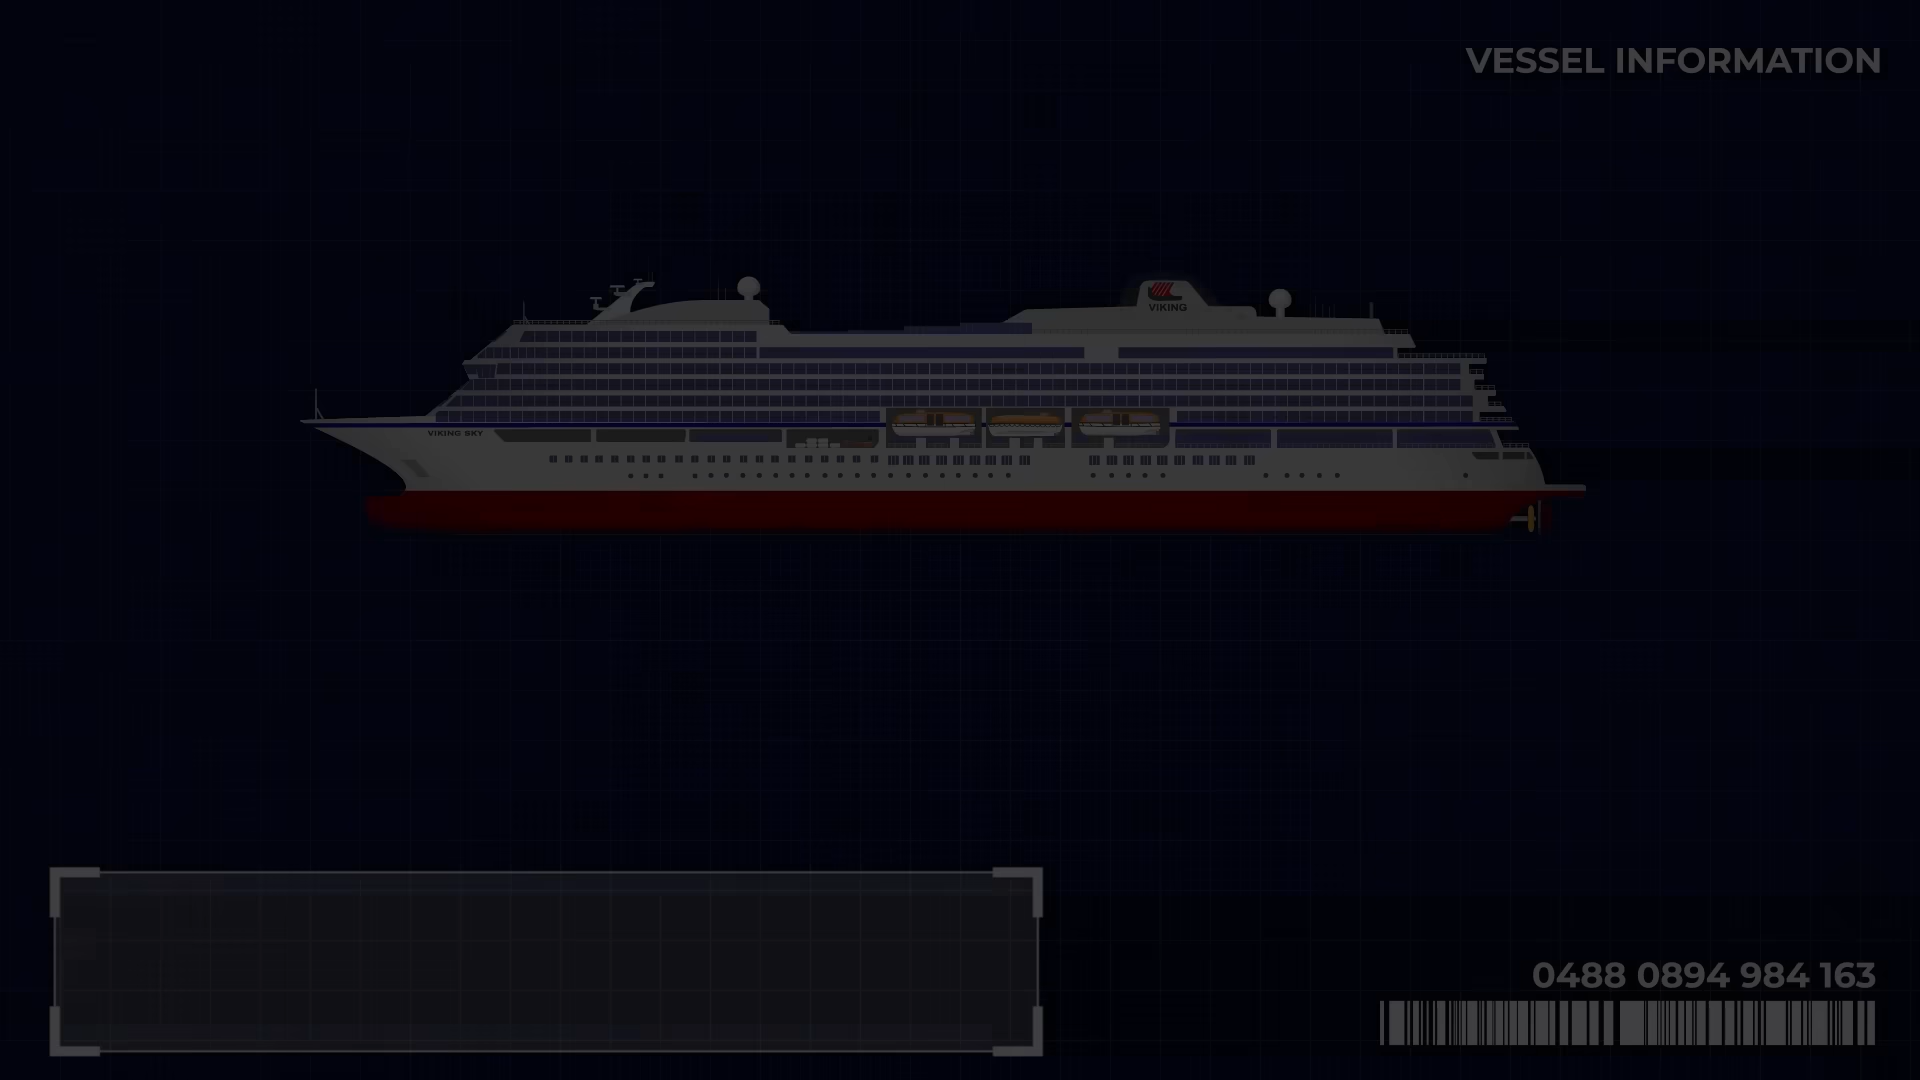 VESSEL INFORMATION
VIKING
VIKING SKY
0488 0894 984 163